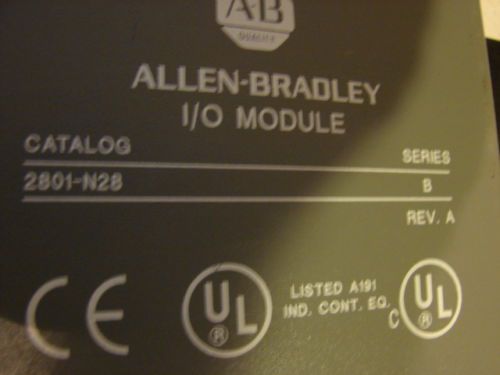 AB
QUALITY
ALLEN-BRADLEY
I/O MODULE
CATALOG SERIES
2801-N28 B
REV. A
CE UL ® LISTED A191 C UL ®
IND. CONT. EQ.